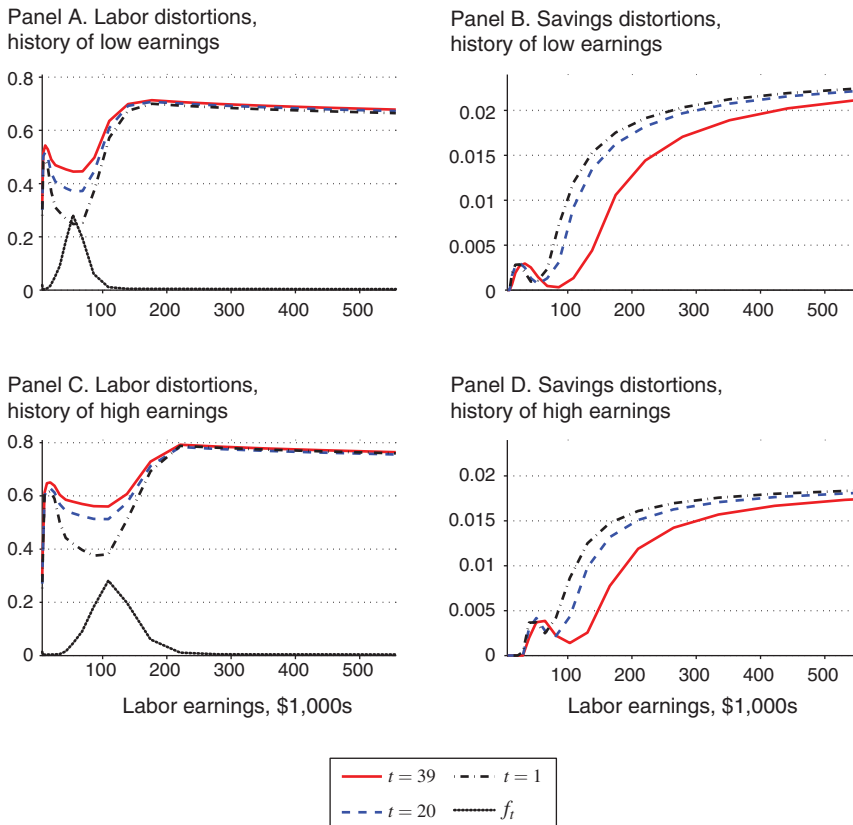 Panel A. Labor distortions,
history of low earnings
0.8
0.6
0.4
0.2
0
100 200 300 400 500
Panel B. Savings distortions,
history of low earnings
0.02
0.015
0.01
0.005
0
100 200 300 400 500
Panel C. Labor distortions,
history of high earnings
0.8
0.6
0.4
0.2
0
100 200 300 400 500
Labor earnings, $1,000s
Panel D. Savings distortions,
history of high earnings
0.02
0.015
0.01
0.005
0
100 200 300 400 500
Labor earnings, $1,000s
t = 39 t = 1
t = 20 f_t